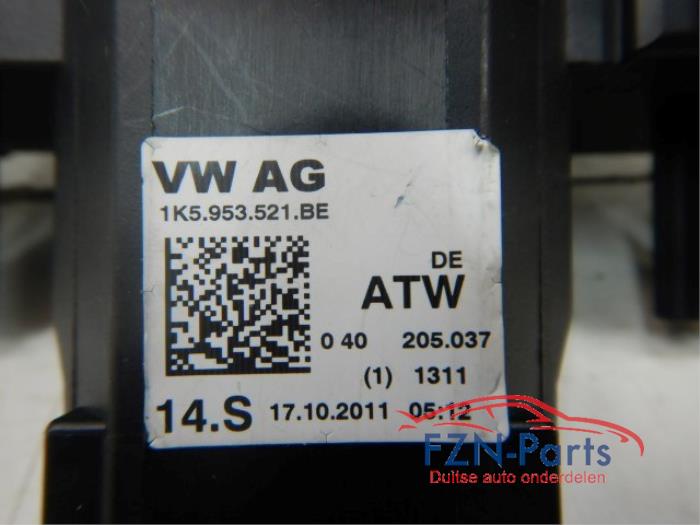 VW AG
1K5.953.521.BE
DE
ATW
0 40 205.037
(1) 1311
14.S 17.10.2011 05:12
FZN-Parts
Duitse auto onderdelen